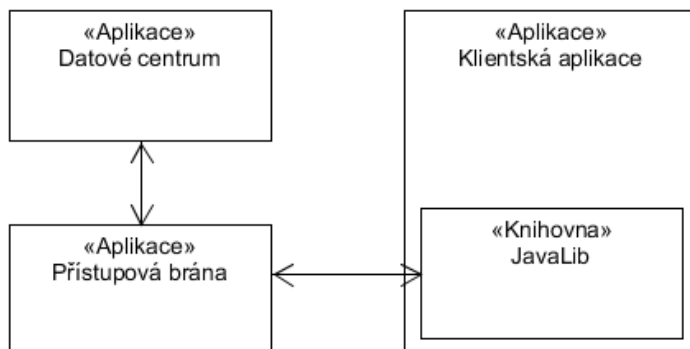 «Aplikace»
Datové centrum
«Aplikace»
Klientská aplikace
«Aplikace»
Přístupová brána
«Knihovna»
JavaLib